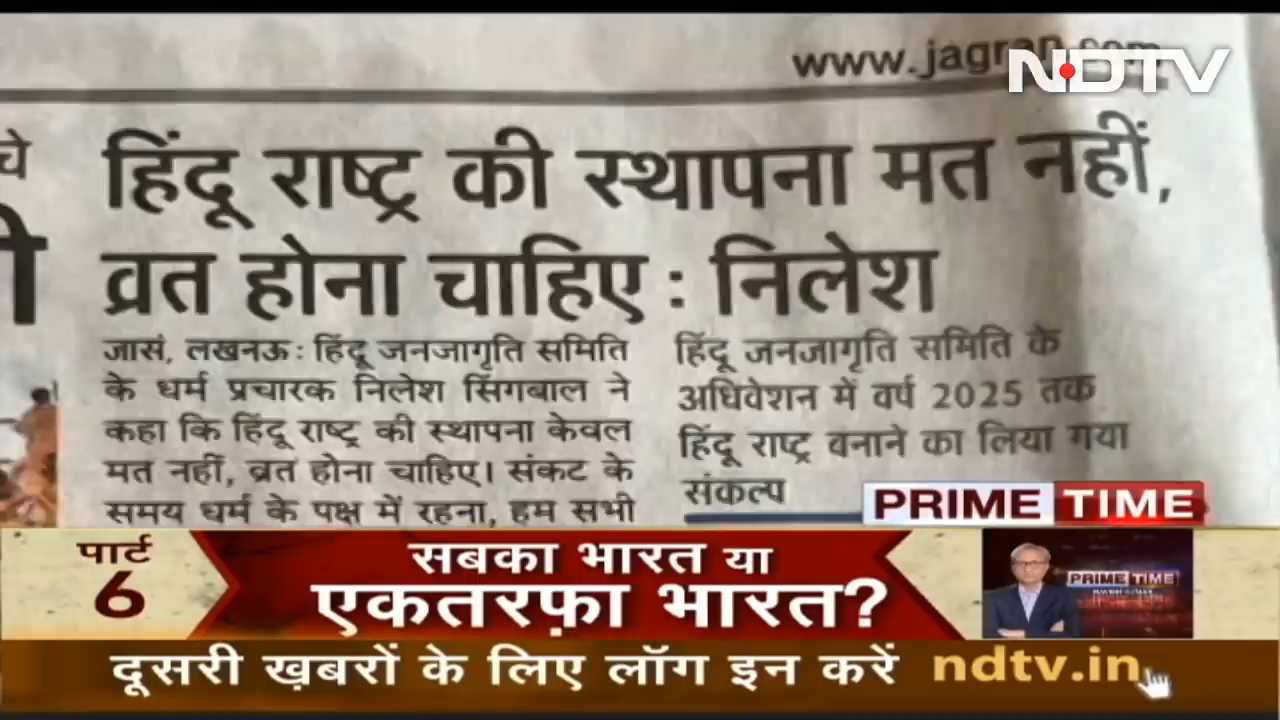 www.jagran.com
NDTV
चे
ी
हिंदू राष्ट्र की स्थापना मत नहीं,
व्रत होना चाहिए : निलेश
जासं, लखनऊ : हिंदू जनजागृति समिति
के धर्म प्रचारक निलेश सिंगबाल ने
कहा कि हिंदू राष्ट्र की स्थापना केवल
मत नहीं, व्रत होना चाहिए। संकट के
समय धर्म के पक्ष में रहना, हम सभी
हिंदू जनजागृति समिति के
अधिवेशन में वर्ष 2025 तक
हिंदू राष्ट्र वनाने का लिया गया
संकल्प
PRIME TIME
पार्ट
6
सबका भारत या
एकतरफ़ा भारत?
PRIME TIME
दूसरी ख़बरों के लिए लॉग इन करें ndtv.in